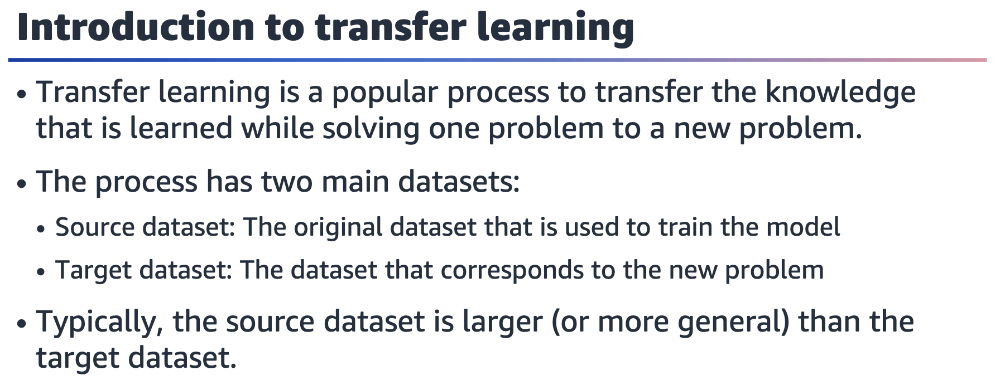 Introduction to transfer learning
• Transfer learning is a popular process to transfer the knowledge
that is learned while solving one problem to a new problem.
• The process has two main datasets:
• Source dataset: The original dataset that is used to train the model
• Target dataset: The dataset that corresponds to the new problem
• Typically, the source dataset is larger (or more general) than the
target dataset.